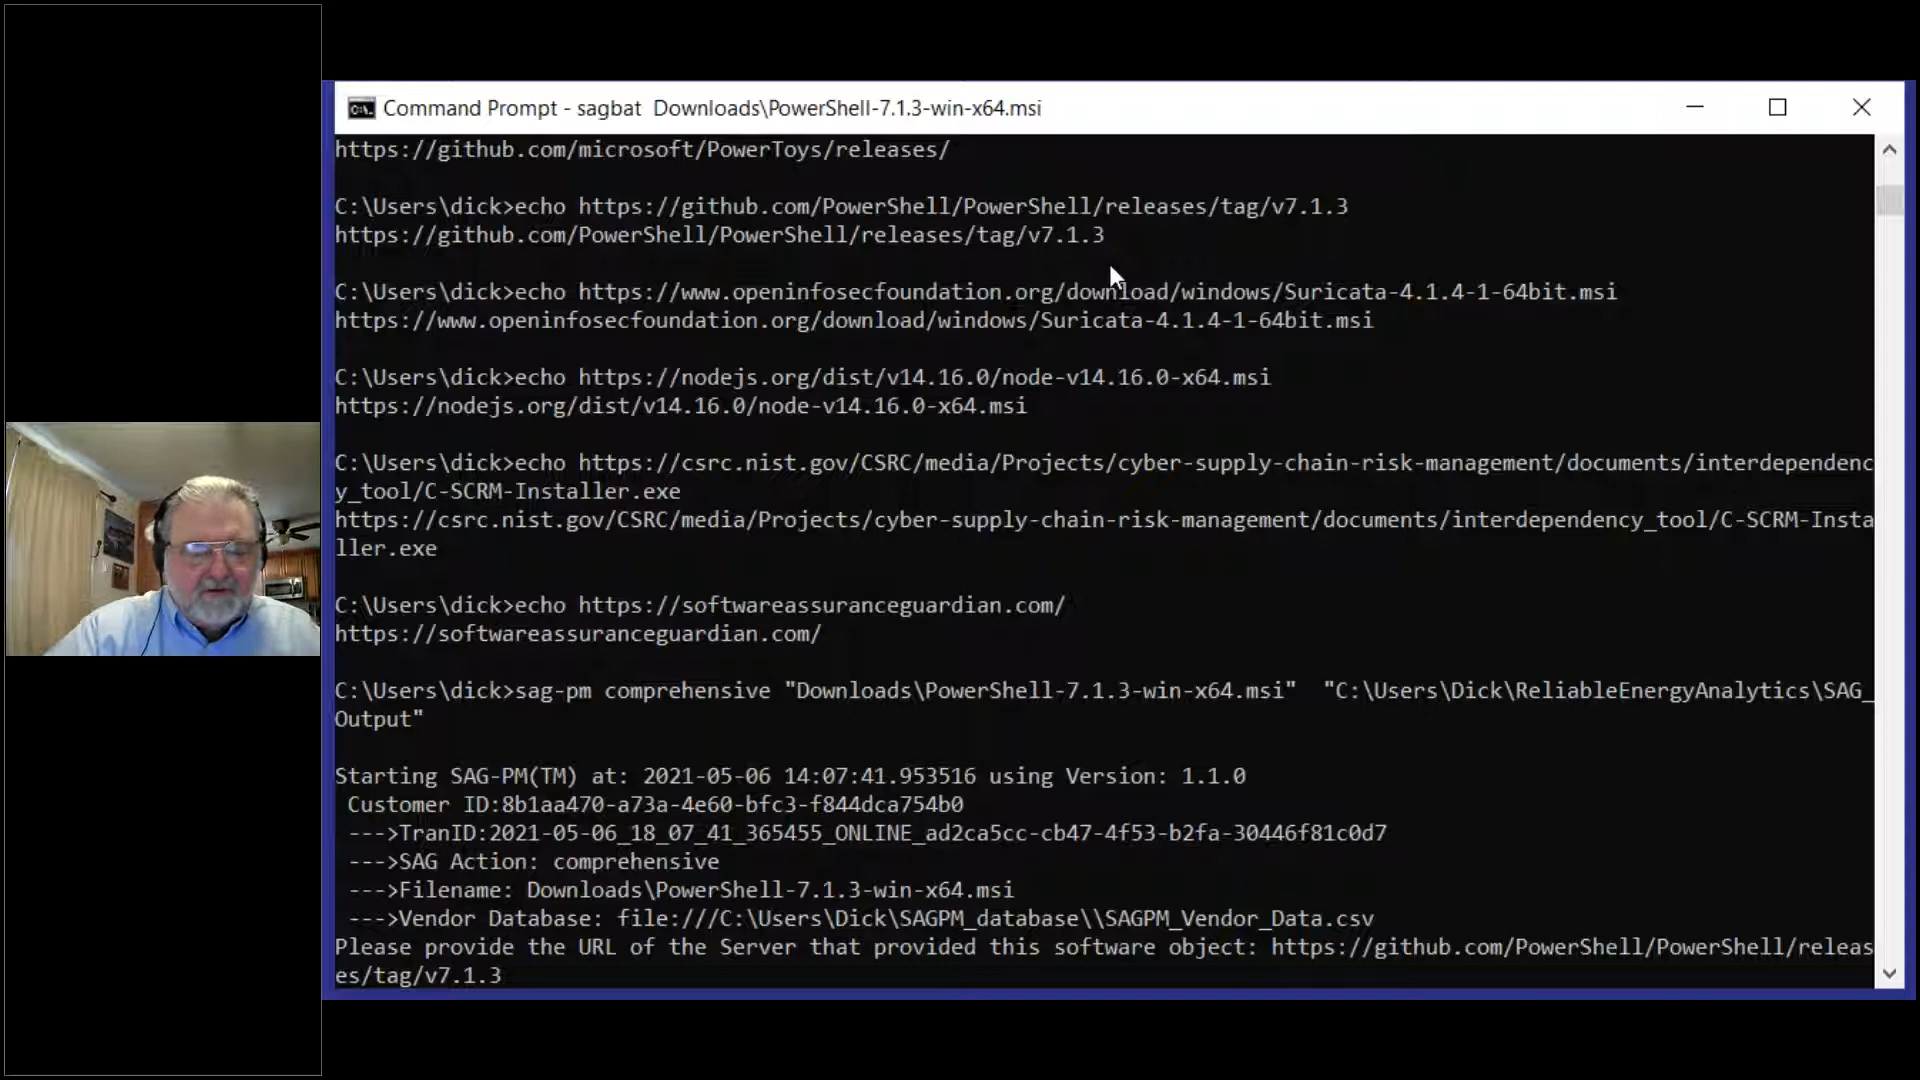 Command Prompt - sagbat  Downloads\PowerShell-7.1.3-win-x64.msi
https://github.com/microsoft/PowerToys/releases/
C:\Users\dick>echo https://github.com/PowerShell/PowerShell/releases/tag/v7.1.3
https://github.com/PowerShell/PowerShell/releases/tag/v7.1.3
C:\Users\dick>echo https://www.openinfosecfoundation.org/download/windows/Suricata-4.1.4-1-64bit.msi
https://www.openinfosecfoundation.org/download/windows/Suricata-4.1.4-1-64bit.msi
C:\Users\dick>echo https://nodejs.org/dist/v14.16.0/node-v14.16.0-x64.msi
https://nodejs.org/dist/v14.16.0/node-v14.16.0-x64.msi
C:\Users\dick>echo https://csrc.nist.gov/CSRC/media/Projects/cyber-supply-chain-risk-management/documents/interdependenc
y_tool/C-SCRM-Installer.exe
https://csrc.nist.gov/CSRC/media/Projects/cyber-supply-chain-risk-management/documents/interdependency_tool/C-SCRM-Insta
ller.exe
C:\Users\dick>echo https://softwareassuranceguardian.com/
https://softwareassuranceguardian.com/
C:\Users\dick>sag-pm comprehensive "Downloads\PowerShell-7.1.3-win-x64.msi"  "C:\Users\Dick\ReliableEnergyAnalytics\SAG_
Output"
Starting SAG-PM(TM) at: 2021-05-06 14:07:41.953516 using Version: 1.1.0
Customer ID:8b1aa470-a73a-4e60-bfc3-f844dca754b0
--->TranID:2021-05-06_18_07_41_365455_ONLINE_ad2ca5cc-cb47-4f53-b2fa-30446f81c0d7
--->SAG Action: comprehensive
--->Filename: Downloads\PowerShell-7.1.3-win-x64.msi
--->Vendor Database: file:///C:\Users\Dick\SAGPM_database\\SAGPM_Vendor_Data.csv
Please provide the URL of the Server that provided this software object: https://github.com/PowerShell/PowerShell/releas
es/tag/v7.1.3